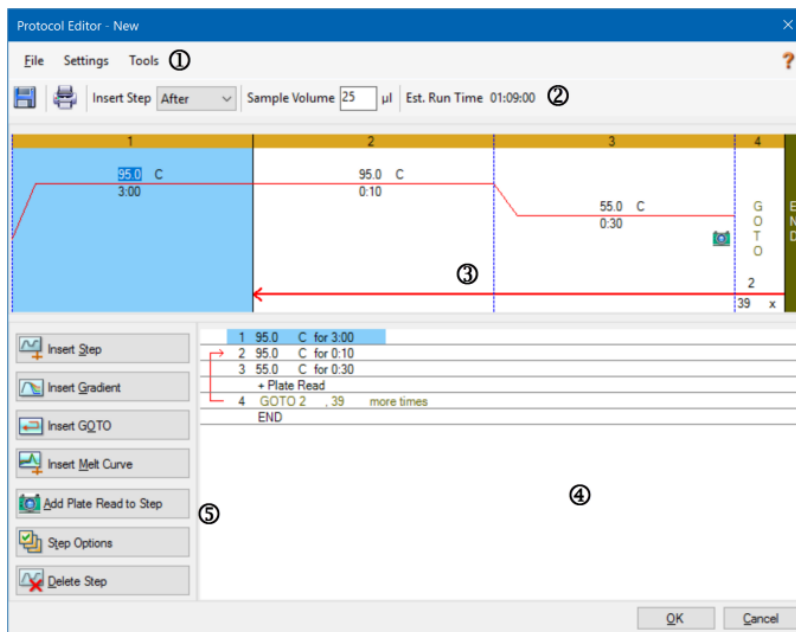 Protocol Editor - New
File Settings Tools ① ?
Insert Step After Sample Volume 25 µl Est. Run Time 01:09:00 ②
1 2 3 4
95.0 C 95.0 C
3:00 0:10
55.0 C
0:30
GOTO
END
③
2
39 x
Insert Step
Insert Gradient
Insert GOTO
Insert Melt Curve
Add Plate Read to Step
Step Options
Delete Step
⑤
1 95.0 C for 3:00
2 95.0 C for 0:10
3 55.0 C for 0:30
+ Plate Read
4 GOTO 2 , 39 more times
END
④
OK Cancel